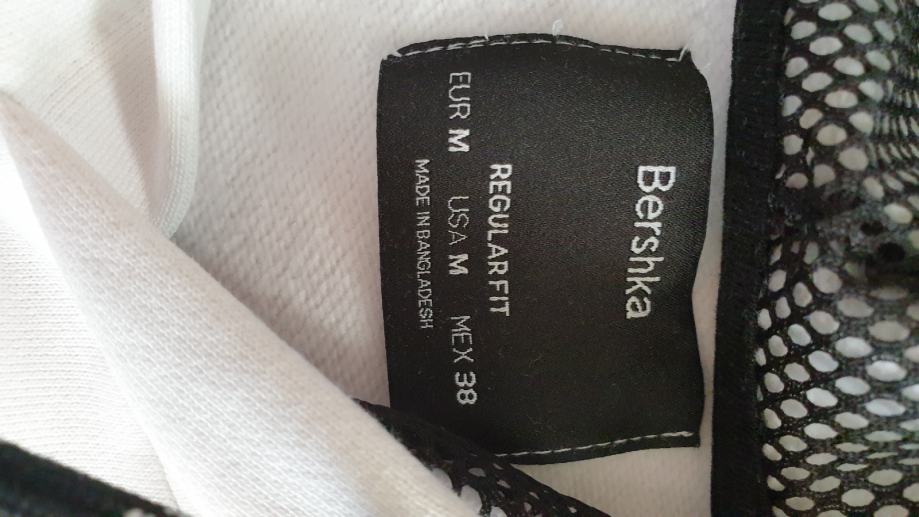 Bershka
REGULAR FIT
EUR M USA M MEX 38
MADE IN BANGLADESH